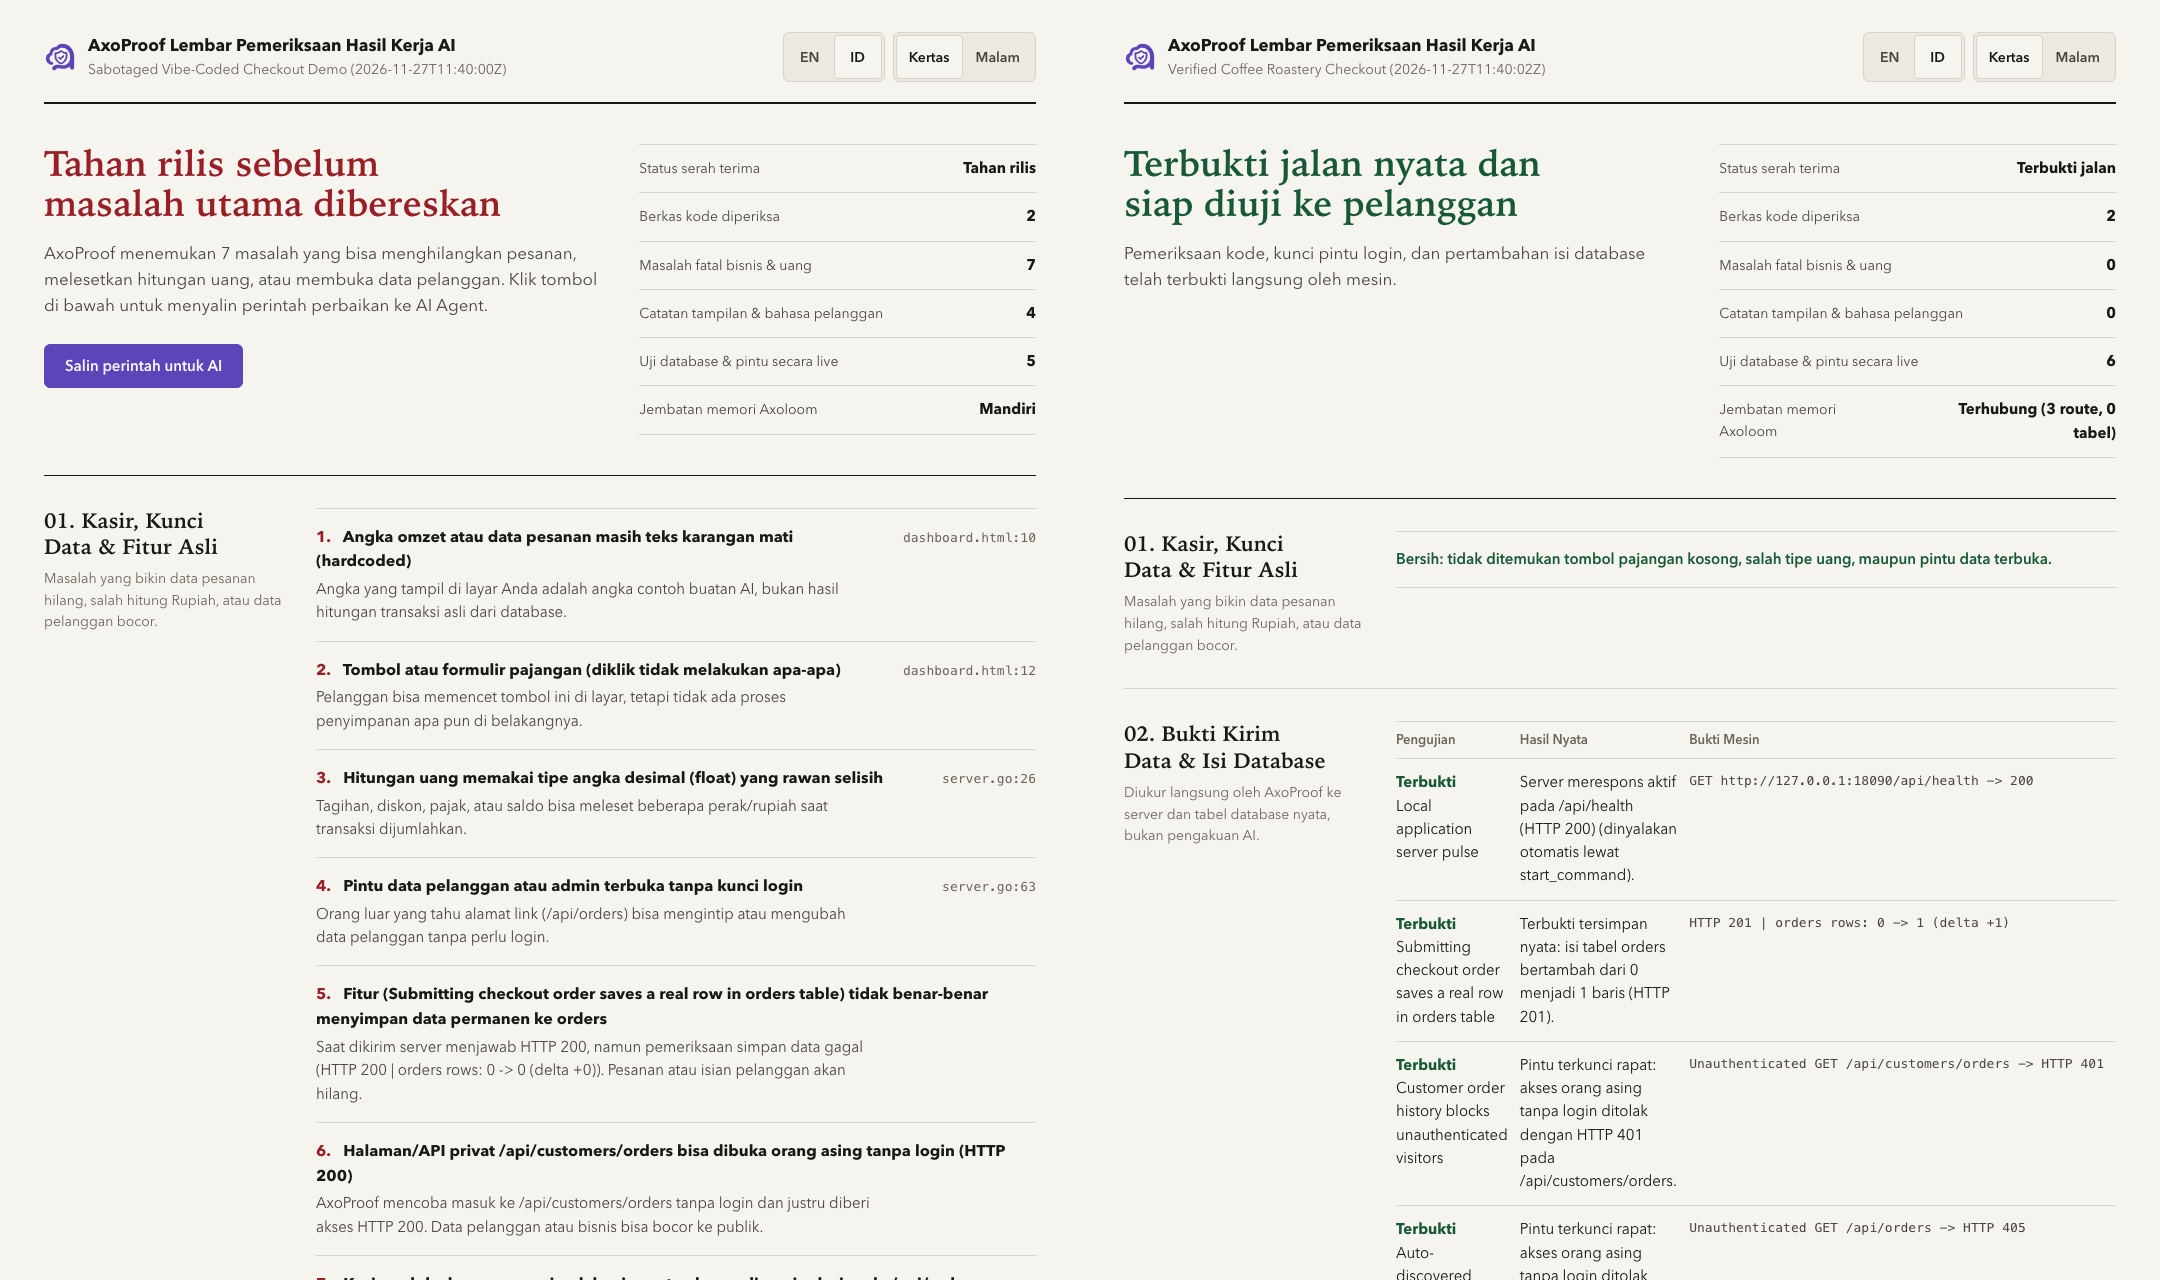 AxoProof Lembar Pemeriksaan Hasil Kerja AI
Sabotaged Vibe-Coded Checkout Demo (2026-11-27T11:40:00Z)
EN
ID
Kertas
Malam
Tahan rilis sebelum
masalah utama dibereskan
AxoProof menemukan 7 masalah yang bisa menghilangkan pesanan,
melesetkan hitungan uang, atau membuka data pelanggan. Klik tombol
di bawah untuk menyalin perintah perbaikan ke AI Agent.
Salin perintah untuk AI
Status serah terima
Tahan rilis
Berkas kode diperiksa
2
Masalah fatal bisnis & uang
7
Catatan tampilan & bahasa pelanggan
4
Uji database & pintu secara live
5
Jembatan memori Axoloom
Mandiri
01. Kasir, Kunci
Data & Fitur Asli
Masalah yang bikin data pesanan
hilang, salah hitung Rupiah, atau data
pelanggan bocor.
1. Angka omzet atau data pesanan masih teks karangan mati
(hardcoded)
dashboard.html:10
Angka yang tampil di layar Anda adalah angka contoh buatan AI, bukan hasil
hitungan transaksi asli dari database.
2. Tombol atau formulir pajangan (diklik tidak melakukan apa-apa)
dashboard.html:12
Pelanggan bisa memencet tombol ini di layar, tetapi tidak ada proses
penyimpanan apa pun di belakangnya.
3. Hitungan uang memakai tipe angka desimal (float) yang rawan selisih
server.go:26
Tagihan, diskon, pajak, atau saldo bisa meleset beberapa perak/rupiah saat
transaksi dijumlahkan.
4. Pintu data pelanggan atau admin terbuka tanpa kunci login
server.go:63
Orang luar yang tahu alamat link (/api/orders) bisa mengintip atau mengubah
data pelanggan tanpa perlu login.
5. Fitur (Submitting checkout order saves a real row in orders table) tidak benar-benar
menyimpan data permanen ke orders
Saat dikirim server menjawab HTTP 200, namun pemeriksaan simpan data gagal
(HTTP 200 | orders rows: 0 -> 0 (delta +0)). Pesanan atau isian pelanggan akan
hilang.
6. Halaman/API privat /api/customers/orders bisa dibuka orang asing tanpa login (HTTP
200)
AxoProof mencoba masuk ke /api/customers/orders tanpa login dan justru diberi
akses HTTP 200. Data pelanggan atau bisnis bisa bocor ke publik.
AxoProof Lembar Pemeriksaan Hasil Kerja AI
Verified Coffee Roastery Checkout (2026-11-27T11:40:02Z)
EN
ID
Kertas
Malam
Terbukti jalan nyata dan
siap diuji ke pelanggan
Pemeriksaan kode, kunci pintu login, dan pertambahan isi database
telah terbukti langsung oleh mesin.
Status serah terima
Terbukti jalan
Berkas kode diperiksa
2
Masalah fatal bisnis & uang
0
Catatan tampilan & bahasa pelanggan
0
Uji database & pintu secara live
6
Jembatan memori
Axoloom
Terhubung (3 route, 0
tabel)
01. Kasir, Kunci
Data & Fitur Asli
Masalah yang bikin data pesanan
hilang, salah hitung Rupiah, atau data
pelanggan bocor.
Bersih: tidak ditemukan tombol pajangan kosong, salah tipe uang, maupun pintu data terbuka.
02. Bukti Kirim
Data & Isi Database
Diukur langsung oleh AxoProof ke
server dan tabel database nyata,
bukan pengakuan AI.
Pengujian
Hasil Nyata
Bukti Mesin
Terbukti
Local
application
server pulse
Server merespons aktif
pada /api/health
(HTTP 200) (dinyalakan
otomatis lewat
start_command).
GET http://127.0.0.1:18090/api/health -> 200
Terbukti
Submitting
checkout order
saves a real row
in orders table
Terbukti tersimpan
nyata: isi tabel orders
bertambah dari 0
menjadi 1 baris (HTTP
201).
HTTP 201 | orders rows: 0 -> 1 (delta +1)
Terbukti
Customer order
history blocks
unauthenticated
visitors
Pintu terkunci rapat:
akses orang asing
tanpa login ditolak
dengan HTTP 401
pada
/api/customers/orders.
Unauthenticated GET /api/customers/orders -> HTTP 401
Terbukti
Auto-
discovered
Pintu terkunci rapat:
akses orang asing
tanpa login ditolak
Unauthenticated GET /api/orders -> HTTP 405